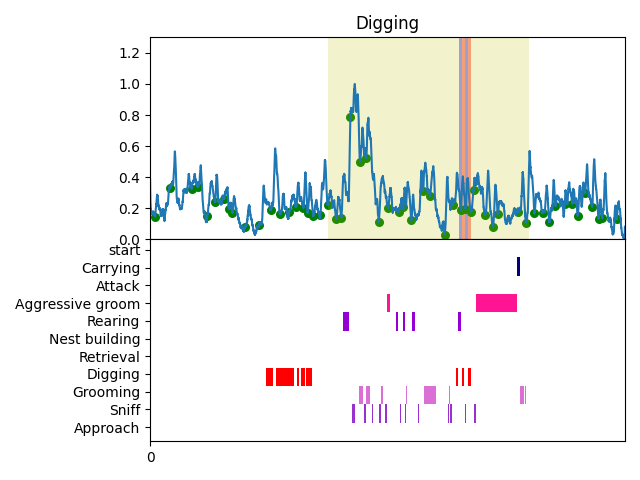 Digging
1.2
1.0
0.8
0.6
0.4
0.2
0.0
start
Carrying
Attack
Aggressive groom
Rearing
Nest building
Retrieval
Digging
Grooming
Sniff
Approach
0